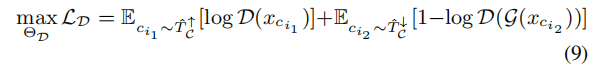 max_{Θ_𝒟} ℒ_𝒟 = 𝔼_{c_{i_1}∼T̂_𝒞^↑}[log 𝒟(x_{c_{i_1}})]+𝔼_{c_{i_2}∼T̂_𝒞^↓}[1−log 𝒟(𝒢(x_{c_{i_2}}))]
(9)